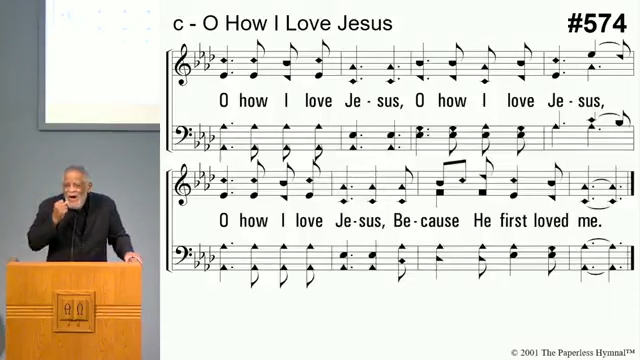 c - O How I Love Jesus
#574
O how I love Je - sus, O how I love Je - sus,
O how I love Je-sus, Be-cause He first loved me.
© 2001 The Paperless Hymnal™